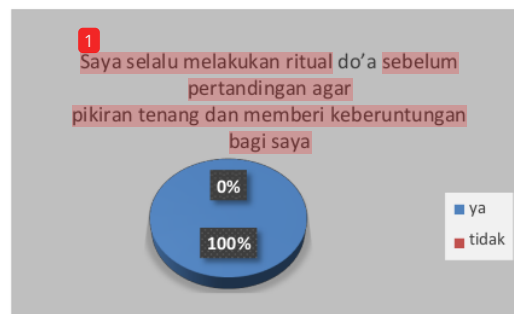 1
Saya selalu melakukan ritual do’a sebelum
pertandingan agar
pikiran tenang dan memberi keberuntungan
bagi saya
0%
100%
ya
tidak